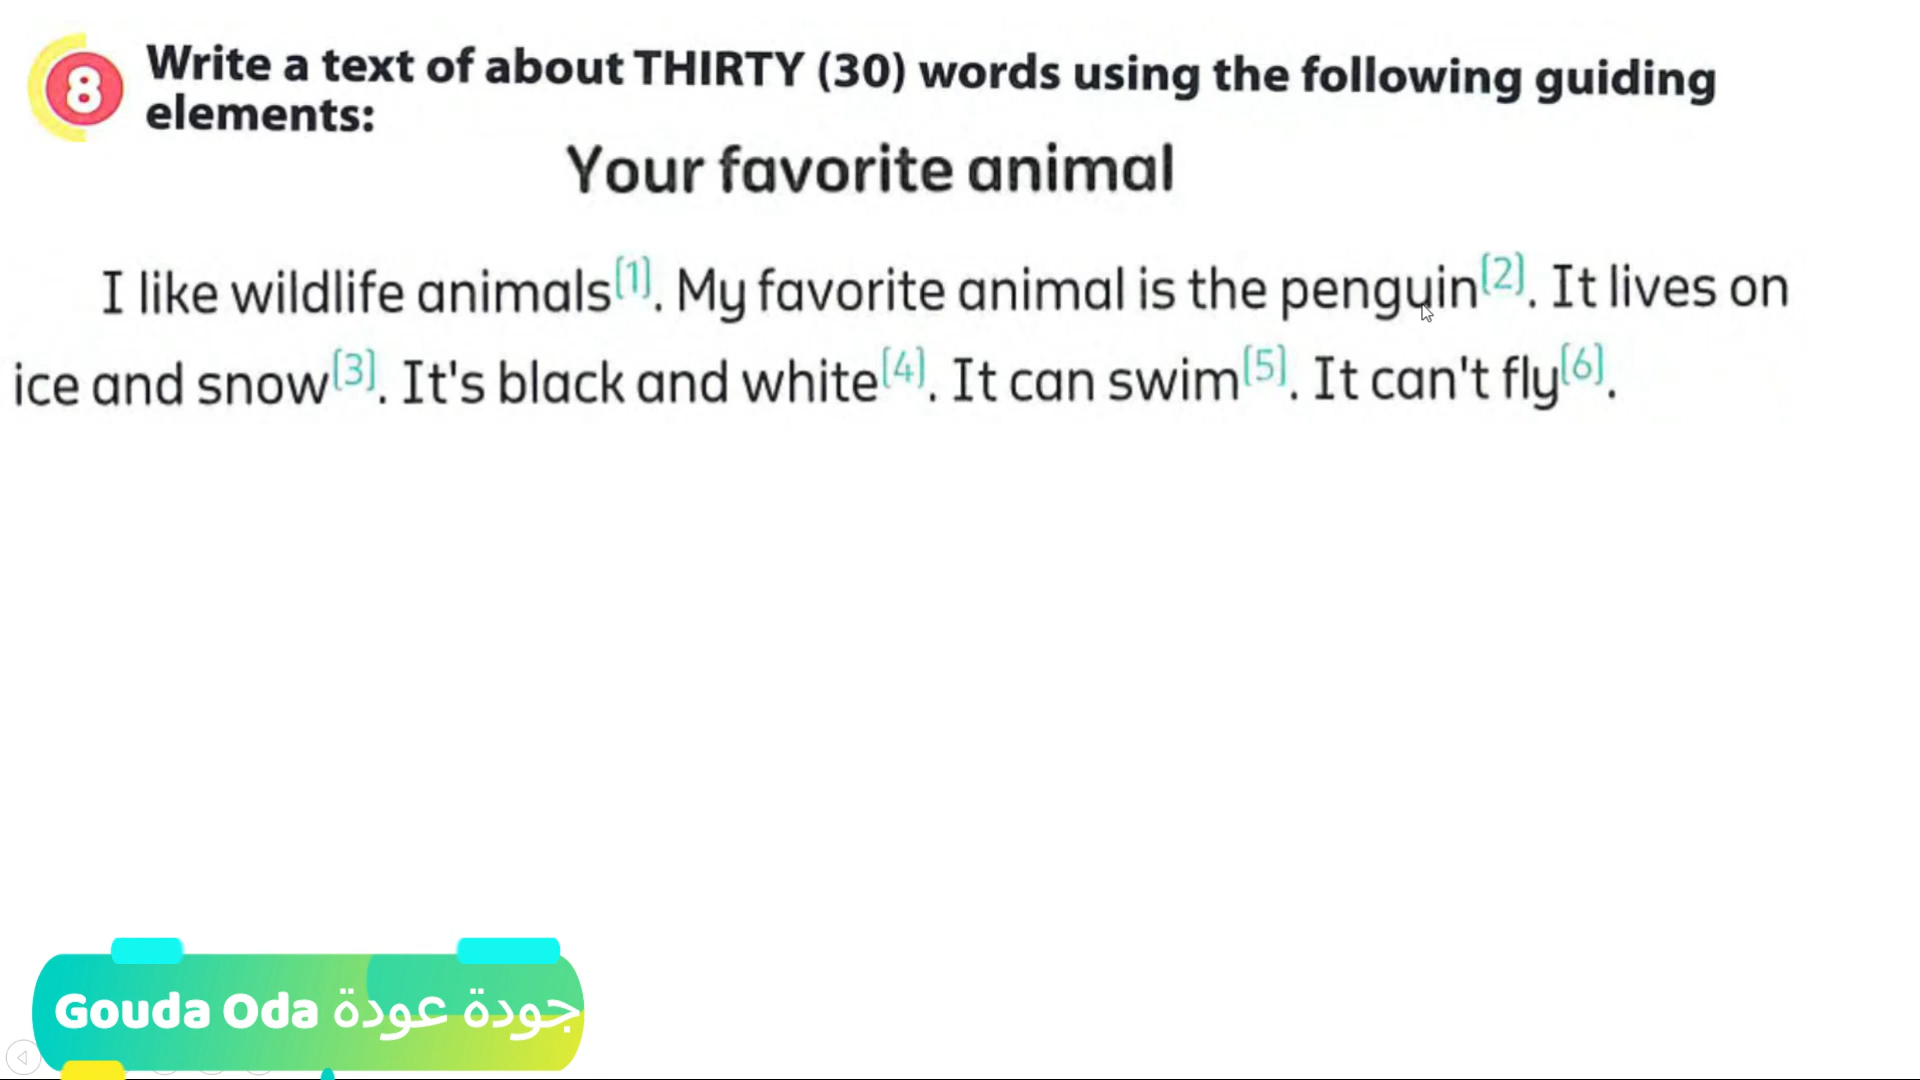 8 Write a text of about THIRTY (30) words using the following guiding
elements:
Your favorite animal
I like wildlife animals[1]. My favorite animal is the penguin[2]. It lives on
ice and snow[3]. It's black and white[4]. It can swim[5]. It can't fly[6].
Gouda Oda جودة عودة